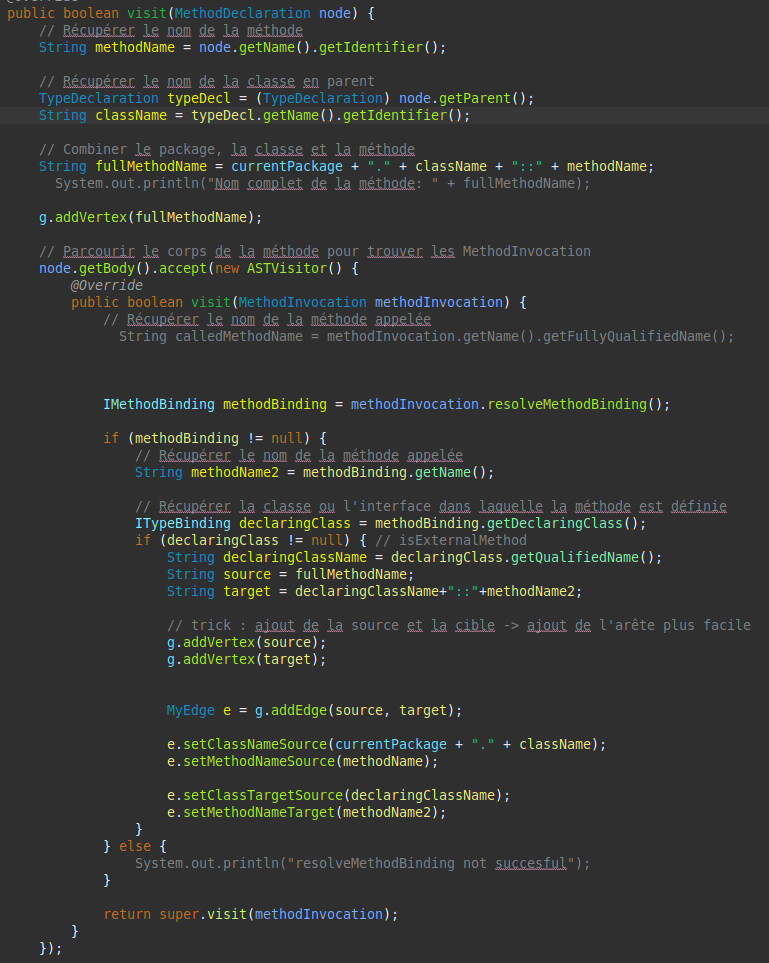 @Override
public boolean visit(MethodDeclaration node) {
    // Récupérer le nom de la méthode
    String methodName = node.getName().getIdentifier();

    // Récupérer le nom de la classe en parent
    TypeDeclaration typeDecl = (TypeDeclaration) node.getParent();
    String className = typeDecl.getName().getIdentifier();

    // Combiner le package, la classe et la méthode
    String fullMethodName = currentPackage + "." + className + "::" + methodName;
      System.out.println("Nom complet de la méthode: " + fullMethodName);

    g.addVertex(fullMethodName);

    // Parcourir le corps de la méthode pour trouver les MethodInvocation
    node.getBody().accept(new ASTVisitor() {
        @Override
        public boolean visit(MethodInvocation methodInvocation) {
            // Récupérer le nom de la méthode appelée
              String calledMethodName = methodInvocation.getName().getFullyQualifiedName();

            IMethodBinding methodBinding = methodInvocation.resolveMethodBinding();

            if (methodBinding != null) {
                // Récupérer le nom de la méthode appelée
                String methodName2 = methodBinding.getName();

                // Récupérer la classe ou l'interface dans laquelle la méthode est définie
                ITypeBinding declaringClass = methodBinding.getDeclaringClass();
                if (declaringClass != null) { // isExternalMethod
                    String declaringClassName = declaringClass.getQualifiedName();
                    String source = fullMethodName;
                    String target = declaringClassName+"::"+methodName2;

                    // trick : ajout de la source et la cible -> ajout de l'arête plus facile
                    g.addVertex(source);
                    g.addVertex(target);

                    MyEdge e = g.addEdge(source, target);

                    e.setClassNameSource(currentPackage + "." + className);
                    e.setMethodNameSource(methodName);

                    e.setClassTargetSource(declaringClassName);
                    e.setMethodNameTarget(methodName2);
                }
            } else {
                System.out.println("resolveMethodBinding not succesful");
            }

            return super.visit(methodInvocation);
        }
    });